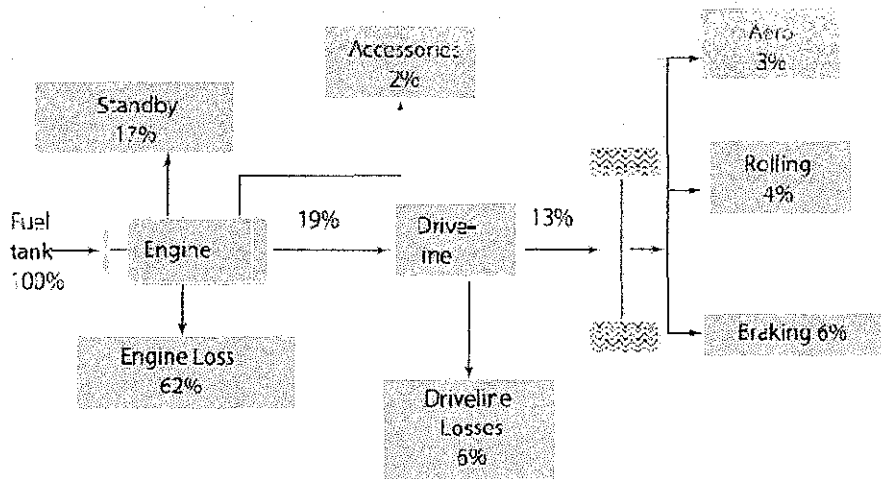 Accessories
2%
Aero
3%
Standby
17%
Rolling
4%
Fuel
tank
100%
Engine
19%
Drive-
ine
13%
Engine Loss
62%
Braking 6%
Driveline
Losses
6%